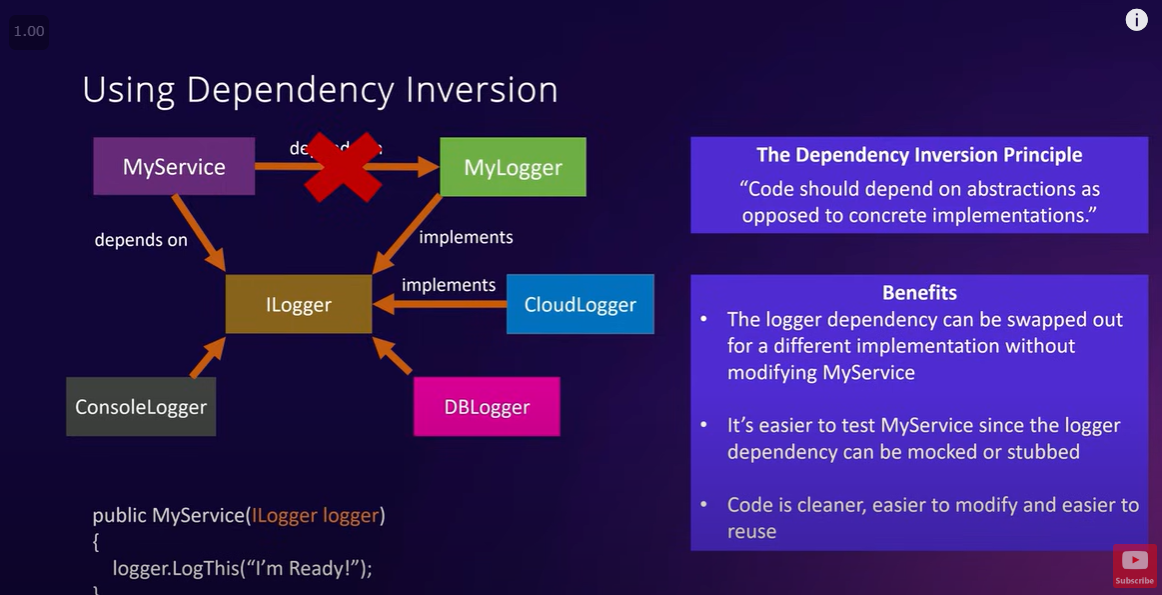 1.00
i
Using Dependency Inversion
MyService
MyLogger
depends on
implements
implements
ILogger
CloudLogger
ConsoleLogger
DBLogger
public MyService(ILogger logger)
{
logger.LogThis(“I’m Ready!”);
}
The Dependency Inversion Principle
“Code should depend on abstractions as
opposed to concrete implementations.”
Benefits
• The logger dependency can be swapped out
for a different implementation without
modifying MyService
• It’s easier to test MyService since the logger
dependency can be mocked or stubbed
• Code is cleaner, easier to modify and easier to
reuse
Subscribe